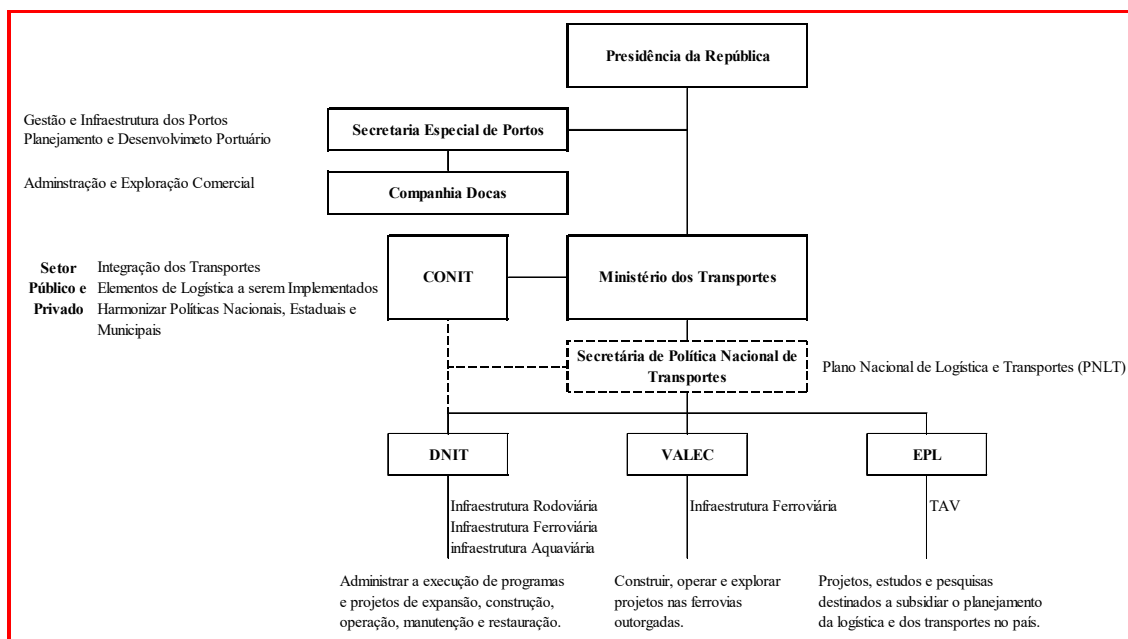 Presidência da República
Gestão e Infraestrutura dos Portos
Planejamento e Desenvolvimeto Portuário
Secretaria Especial de Portos
Adminstração e Exploração Comercial
Companhia Docas
Setor
Público e
Privado
Integração dos Transportes
Elementos de Logística a serem Implementados
Harmonizar Políticas Nacionais, Estaduais e
Municipais
CONIT
Ministério dos Transportes
Secretária de Política Nacional de
Transportes
Plano Nacional de Logística e Transportes (PNLT)
DNIT
VALEC
EPL
Infraestrutura Rodoviária
Infraestrutura Ferroviária
infraestrutura Aquaviária
Infraestrutura Ferroviária
TAV
Administrar a execução de programas
e projetos de expansão, construção,
operação, manutenção e restauração.
Construir, operar e explorar
projetos nas ferrovias
outorgadas.
Projetos, estudos e pesquisas
destinados a subsidiar o planejamento
da logística e dos transportes no país.